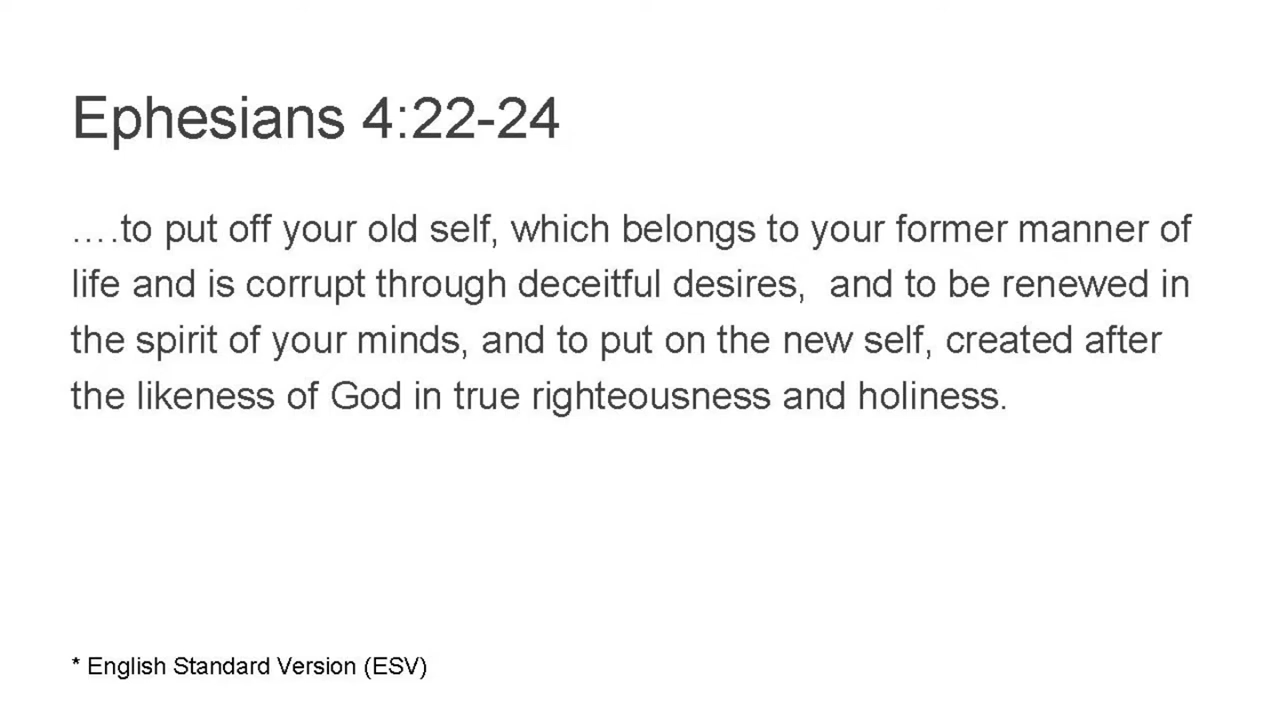 Ephesians 4:22-24
….to put off your old self, which belongs to your former manner of
life and is corrupt through deceitful desires,  and to be renewed in
the spirit of your minds, and to put on the new self, created after
the likeness of God in true righteousness and holiness.
* English Standard Version (ESV)